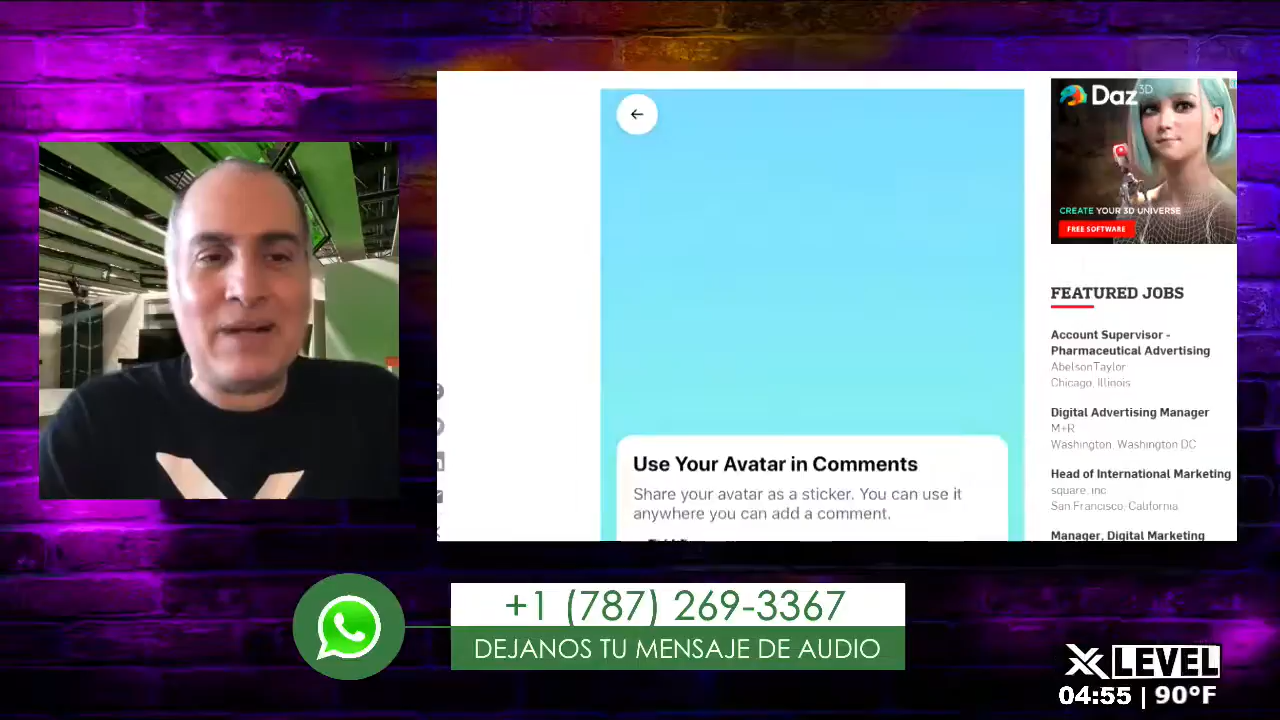 Daz 3D
CREATE YOUR 3D UNIVERSE
FREE SOFTWARE
FEATURED JOBS
Account Supervisor -
Pharmaceutical Advertising
AbelsonTaylor
Chicago, Illinois
Digital Advertising Manager
M+R
Washington, Washington DC
Head of International Marketing
square, inc
San Francisco, California
Manager, Digital Marketing
Use Your Avatar in Comments
Share your avatar as a sticker. You can use it
anywhere you can add a comment.
+1 (787) 269-3367
DEJANOS TU MENSAJE DE AUDIO
X LEVEL
04:55 | 90°F